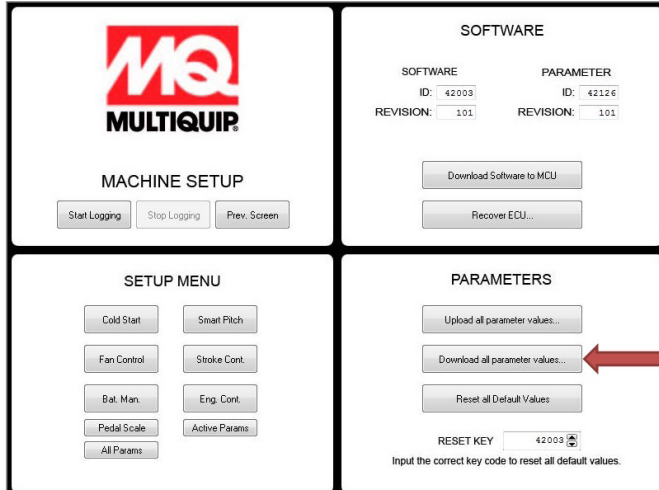 MQ
MULTIQUIP
MACHINE SETUP
Start Logging Stop Logging Prev. Screen
SOFTWARE
SOFTWARE PARAMETER
ID: 42003 ID: 42126
REVISION: 101 REVISION: 101
Download Software to MCU
Recover ECU...
SETUP MENU
Cold Start Smart Pitch
Fan Control Stroke Cont.
Bat. Man. Eng. Cont.
Pedal Scale Active Params
All Params
PARAMETERS
Upload all parameter values...
Download all parameter values...
Reset all Default Values
RESET KEY 42003
Input the correct key code to reset all default values.